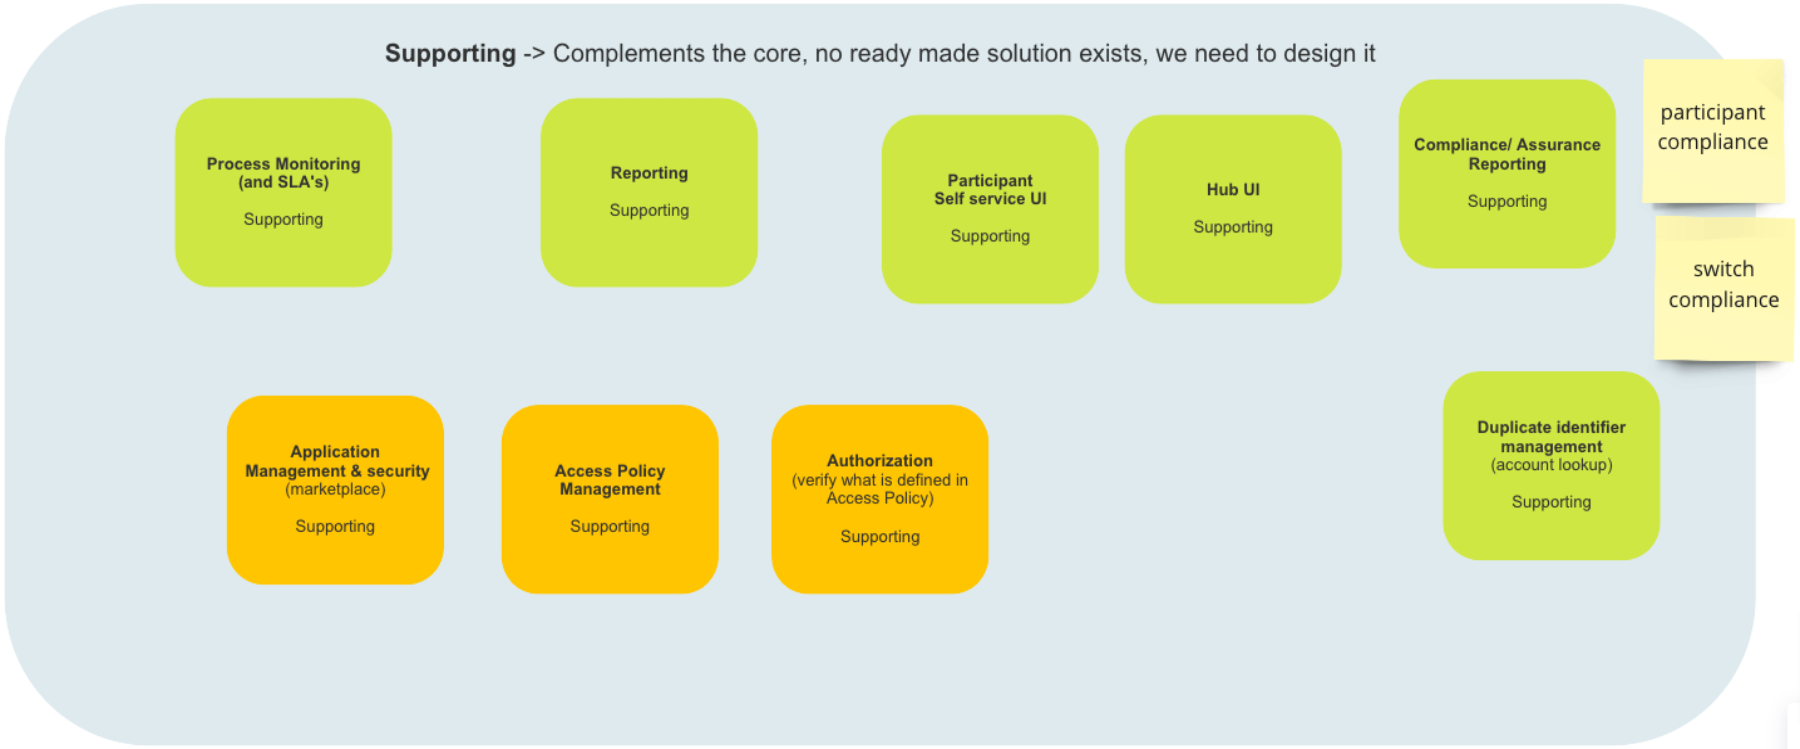 Supporting -> Complements the core, no ready made solution exists, we need to design it
Process Monitoring
(and SLA's)
Supporting
Reporting
Supporting
Participant
Self service UI
Supporting
Hub UI
Supporting
Compliance/ Assurance
Reporting
Supporting
participant
compliance
switch
compliance
Application
Management & security
(marketplace)
Supporting
Access Policy
Management
Supporting
Authorization
(verify what is defined in
Access Policy)
Supporting
Duplicate identifier
management
(account lookup)
Supporting